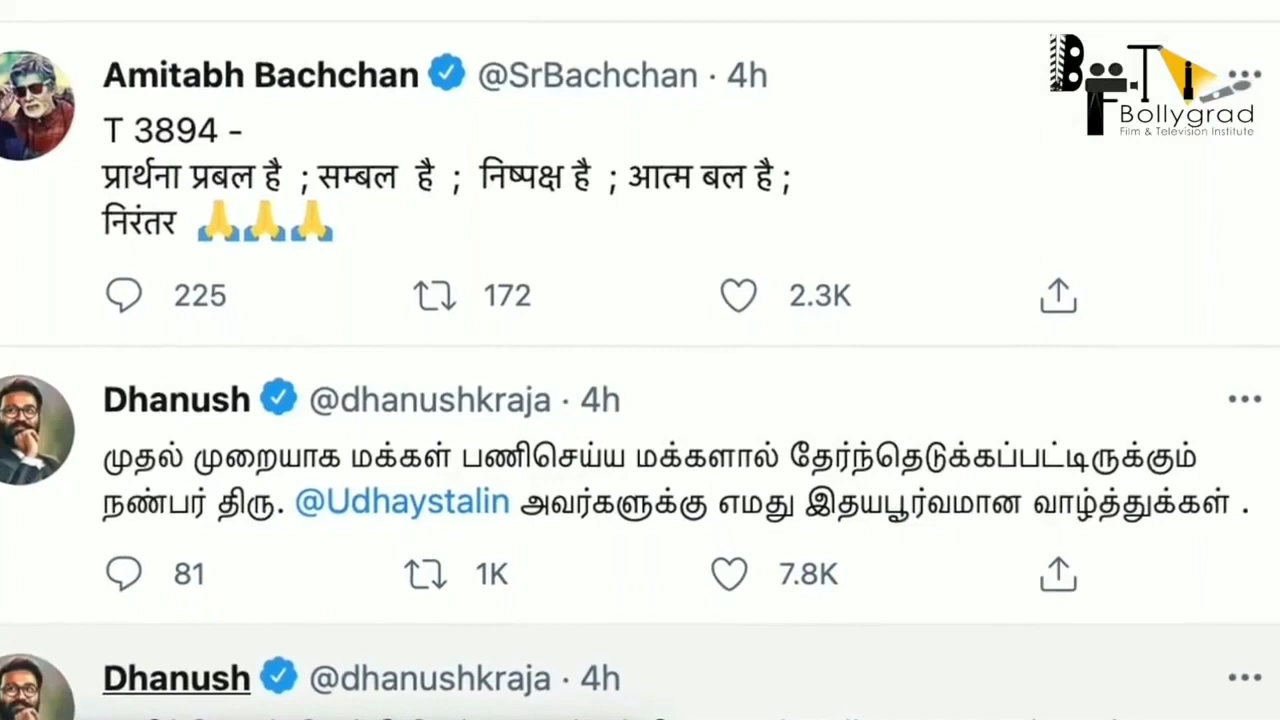 Amitabh Bachchan @SrBachchan · 4h
T 3894 -
प्रार्थना प्रबल है ; सम्बल है ; निष्पक्ष है ; आत्म बल है ;
निरंतर 🙏🙏🙏
225 172 2.3K
Bollygrad
Film & Television Institute
Dhanush @dhanushkraja · 4h
முதல் முறையாக மக்கள் பணிசெய்ய மக்களால் தேர்ந்தெடுக்கப்பட்டிருக்கும்
நண்பர் திரு. @Udhaystalin அவர்களுக்கு எமது இதயபூர்வமான வாழ்த்துக்கள் .
81 1K 7.8K
Dhanush @dhanushkraja · 4h